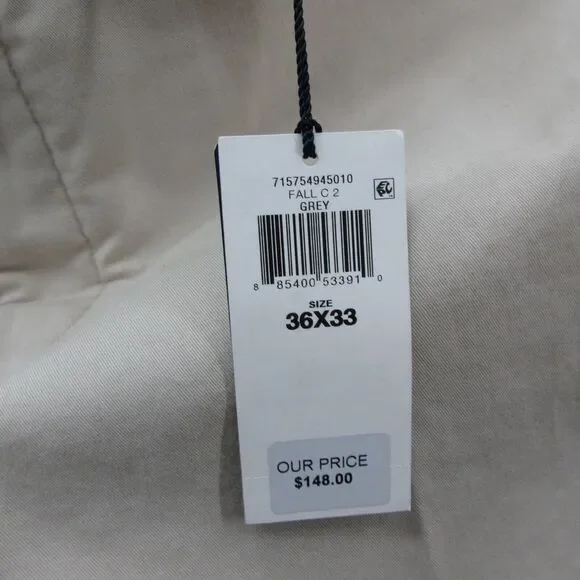 715754945010
FALL C 2
GREY
8 85400 53391 0
SIZE
36X33
OUR PRICE
$148.00